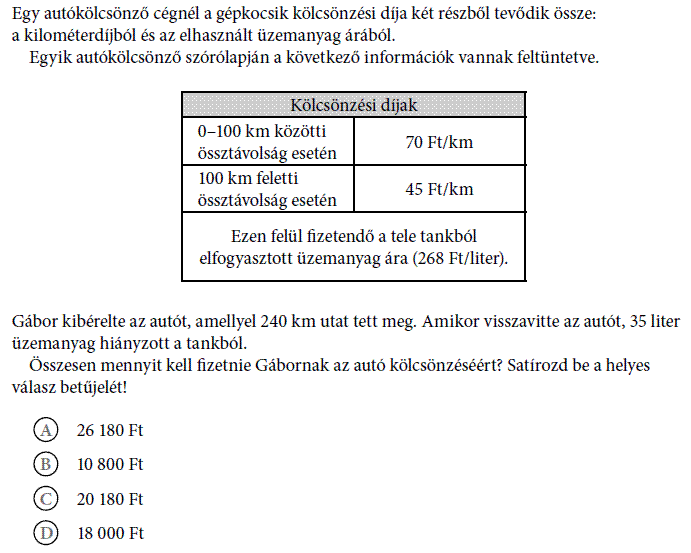 Egy autókölcsönző cégnél a gépkocsik kölcsönzési díja két részből tevődik össze:
a kilométerdíjból és az elhasznált üzemanyag árából.
Egyik autókölcsönző szórólapján a következő információk vannak feltüntetve.
Kölcsönzési díjak
0–100 km közötti
össztávolság esetén
70 Ft/km
100 km feletti
össztávolság esetén
45 Ft/km
Ezen felül fizetendő a tele tankból
elfogyasztott üzemanyag ára (268 Ft/liter).
Gábor kibérelte az autót, amellyel 240 km utat tett meg. Amikor visszavitte az autót, 35 liter
üzemanyag hiányzott a tankból.
Összesen mennyit kell fizetnie Gábornak az autó kölcsönzéséért? Satírozd be a helyes
válasz betűjelét!
A 26 180 Ft
B 10 800 Ft
C 20 180 Ft
D 18 000 Ft